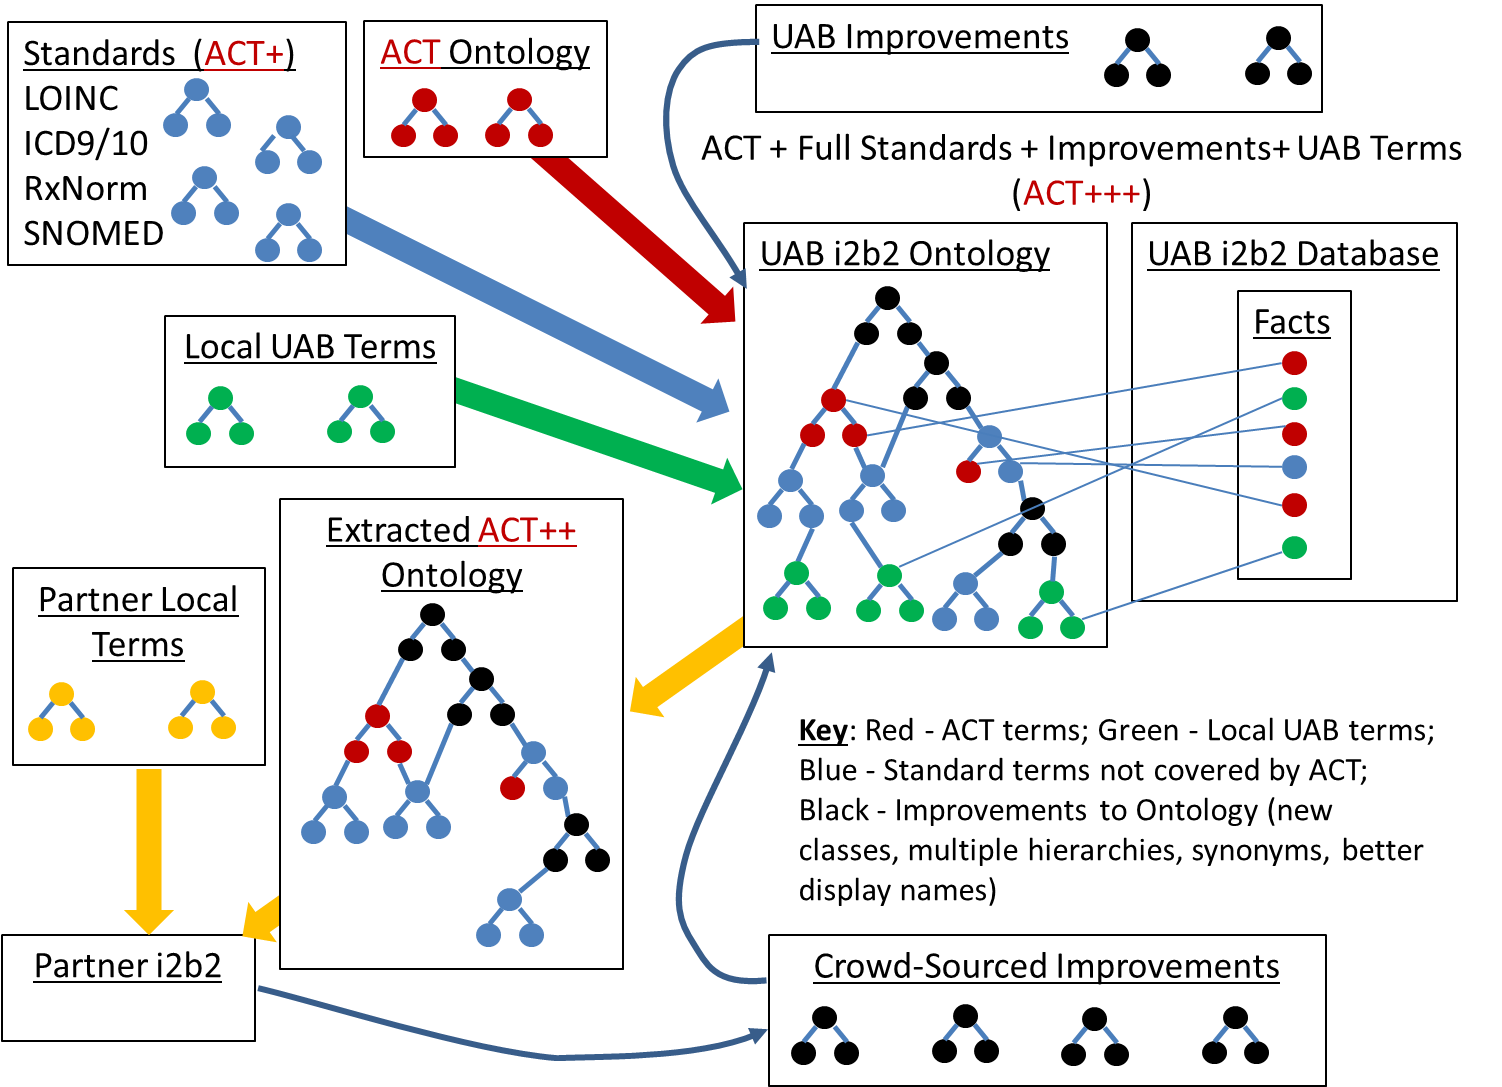 Standards  (ACT+)
LOINC
ICD9/10
RxNorm
SNOMED
ACT Ontology
UAB Improvements
ACT + Full Standards + Improvements+ UAB Terms
(ACT+++)
UAB i2b2 Ontology
UAB i2b2 Database
Facts
Local UAB Terms
Extracted ACT++
Ontology
Partner Local
Terms
Partner i2b2
Key: Red - ACT terms; Green - Local UAB terms;
Blue - Standard terms not covered by ACT;
Black - Improvements to Ontology (new
classes, multiple hierarchies, synonyms, better
display names)
Crowd-Sourced Improvements